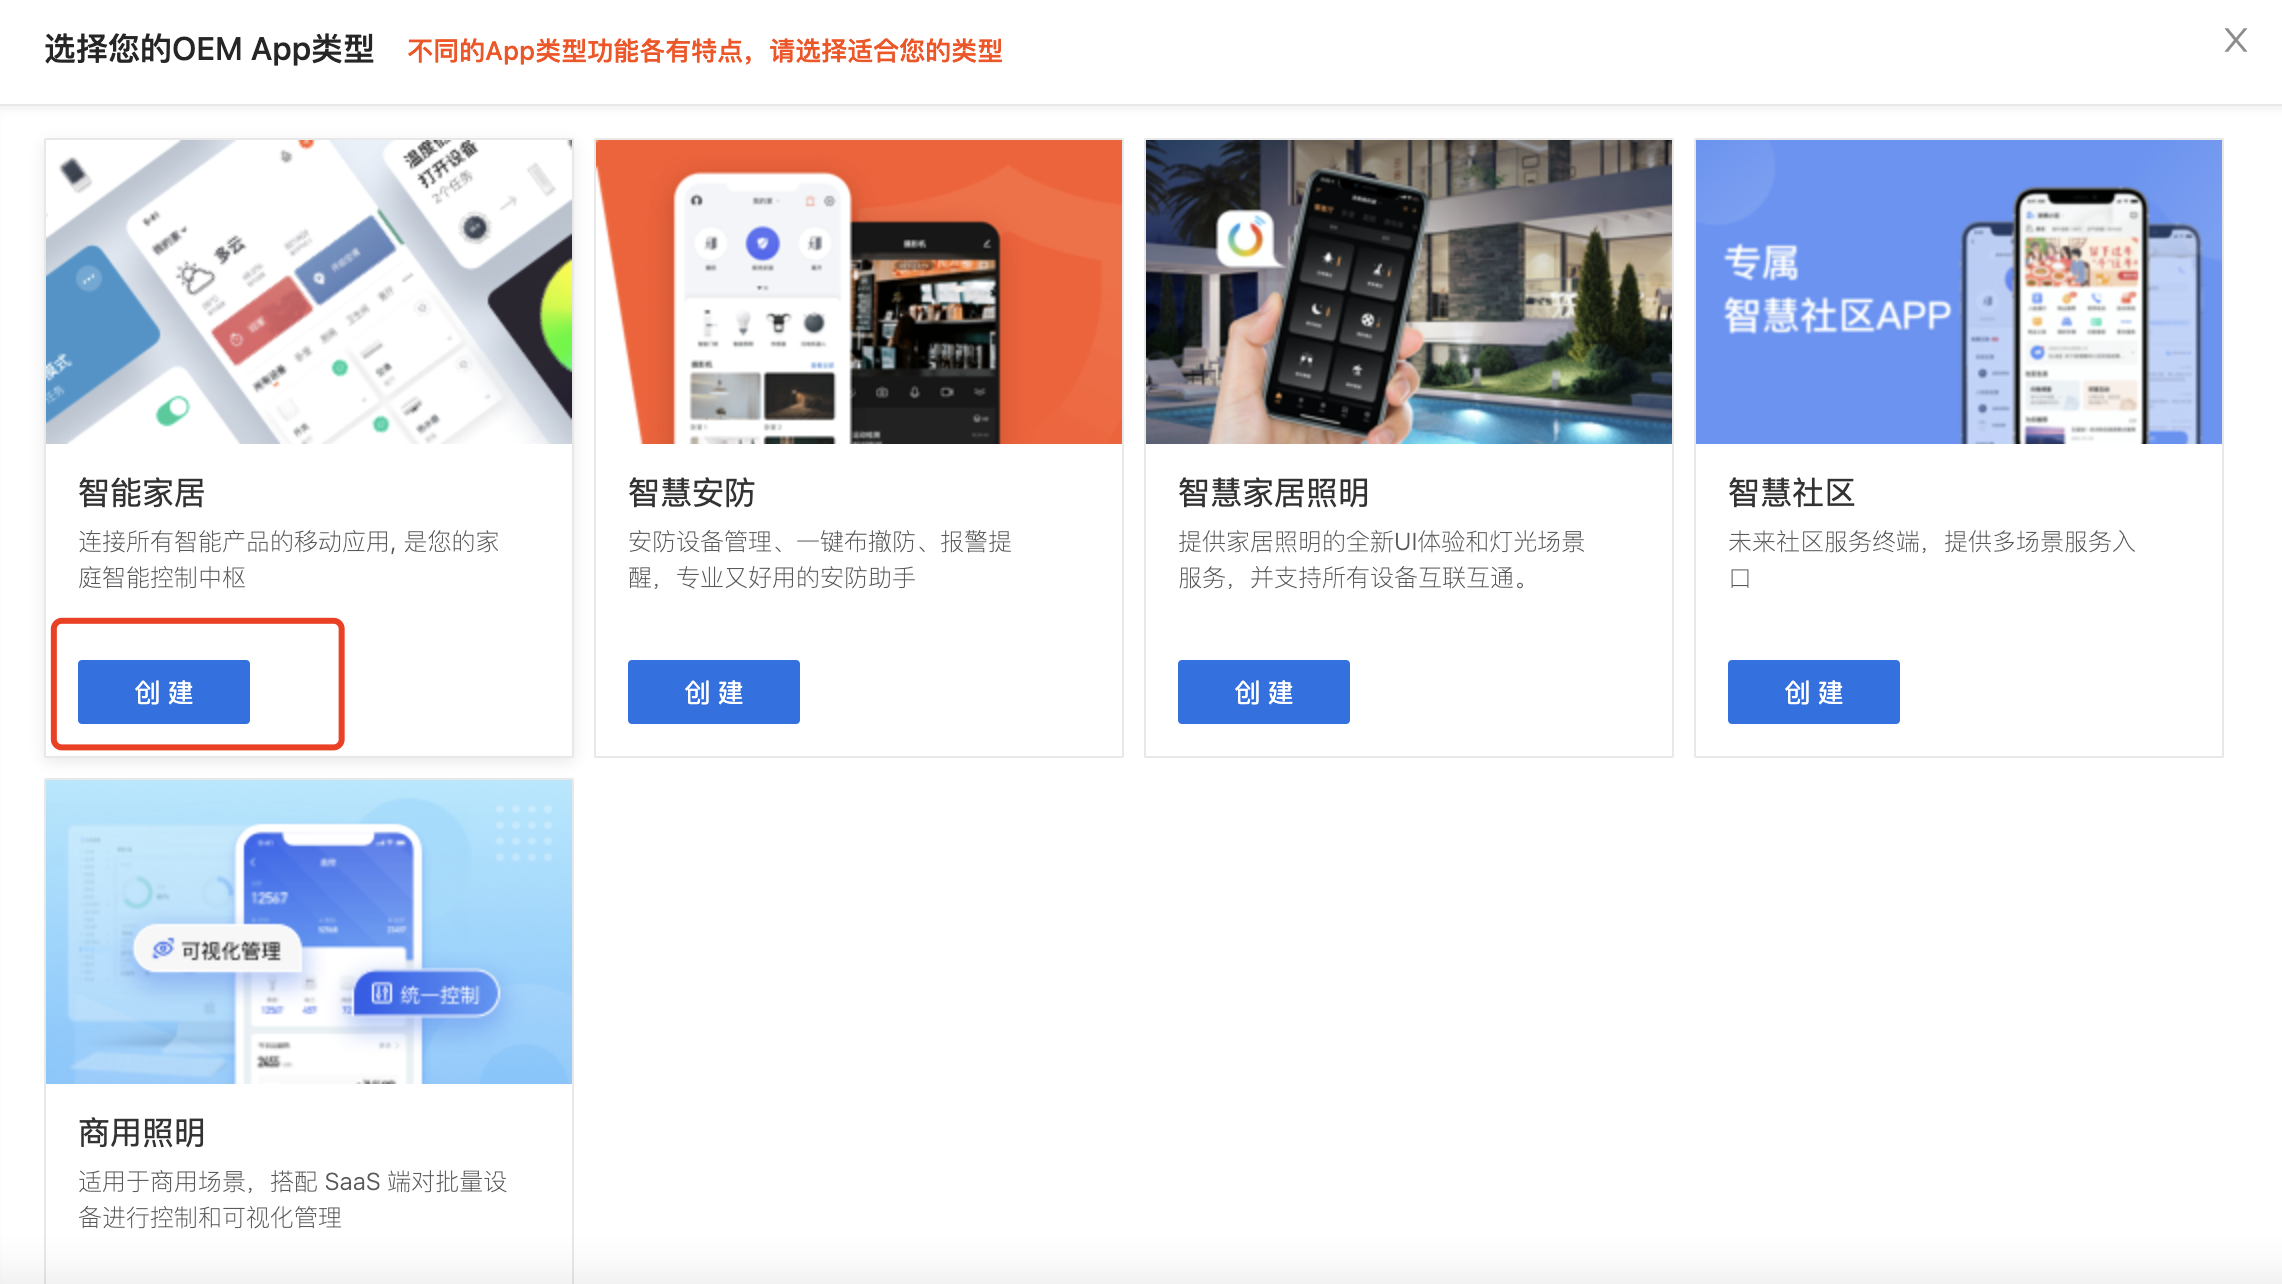 选择您的OEM App类型
不同的App类型功能各有特点，请选择适合您的类型
打开设备
2个任务
我的家
多云
所有设备
专属
智慧社区APP
智能家居
连接所有智能产品的移动应用, 是您的家
庭智能控制中枢
创 建
智慧安防
安防设备管理、一键布撤防、报警提
醒，专业又好用的安防助手
创 建
智慧家居照明
提供家居照明的全新UI体验和灯光场景
服务，并支持所有设备互联互通。
创 建
智慧社区
未来社区服务终端，提供多场景服务入
口
创 建
12567
可视化管理
统一控制
商用照明
适用于商用场景，搭配 SaaS 端对批量设
备进行控制和可视化管理